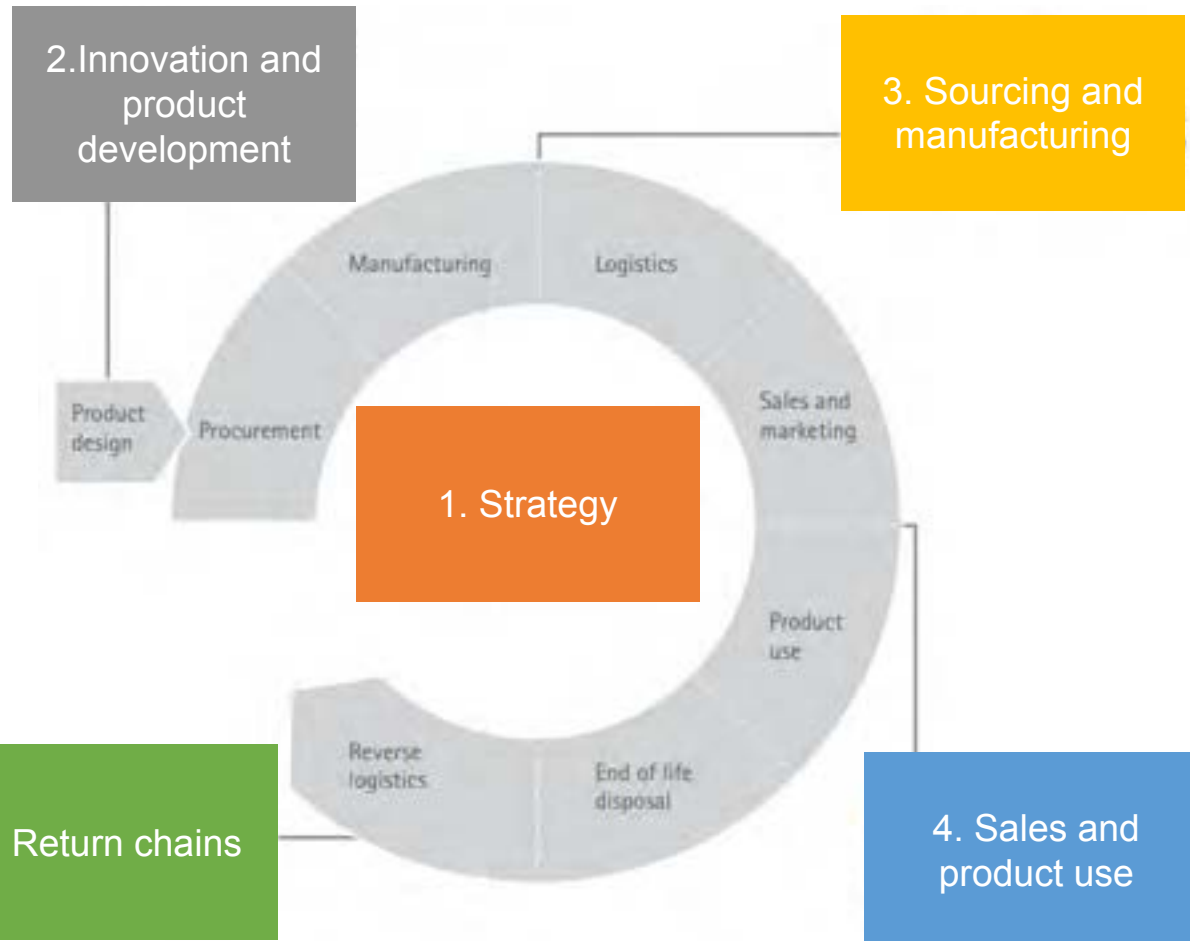 2.Innovation and
product
development
3. Sourcing and
manufacturing
Manufacturing
Logistics
Product
design
Procurement
Sales and
marketing
1. Strategy
Product
use
Reverse
logistics
End of life
disposal
Return chains
4. Sales and
product use